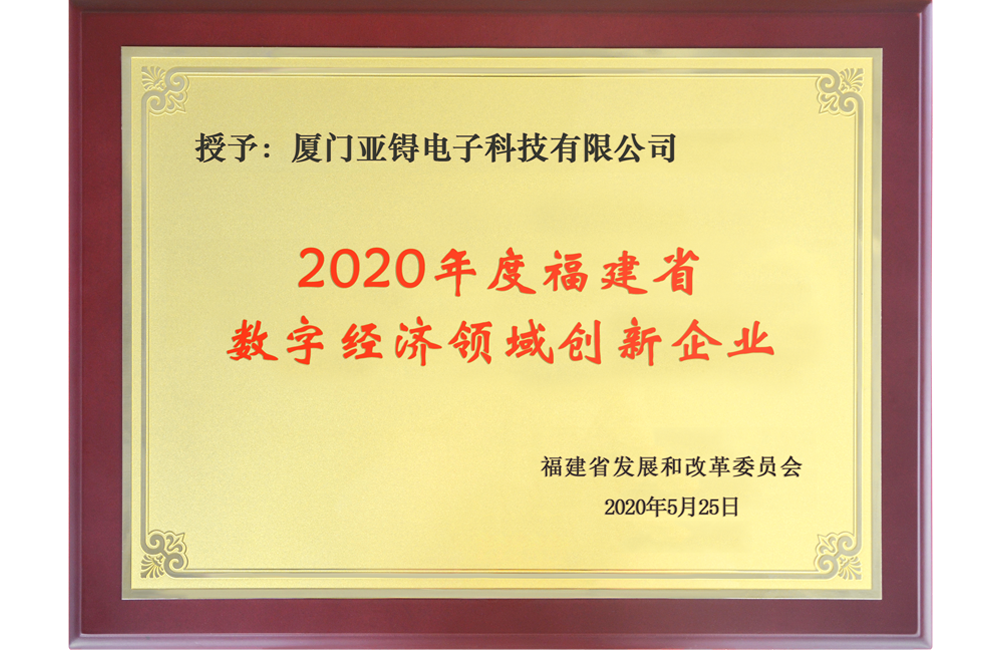 授予：厦门亚锝电子科技有限公司
2020年度福建省
数字经济领域创新企业
福建省发展和改革委员会
2020年5月25日